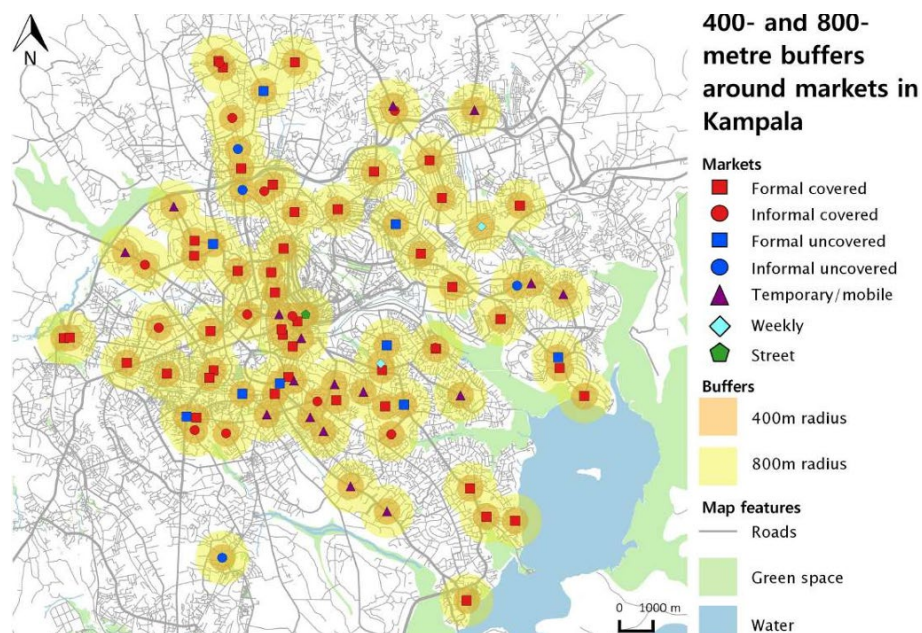 N
400- and 800-
metre buffers
around markets in
Kampala
Markets
Formal covered
Informal covered
Formal uncovered
Informal uncovered
Temporary/mobile
Weekly
Street
Buffers
400m radius
800m radius
Map features
Roads
Green space
Water
0 1000 m